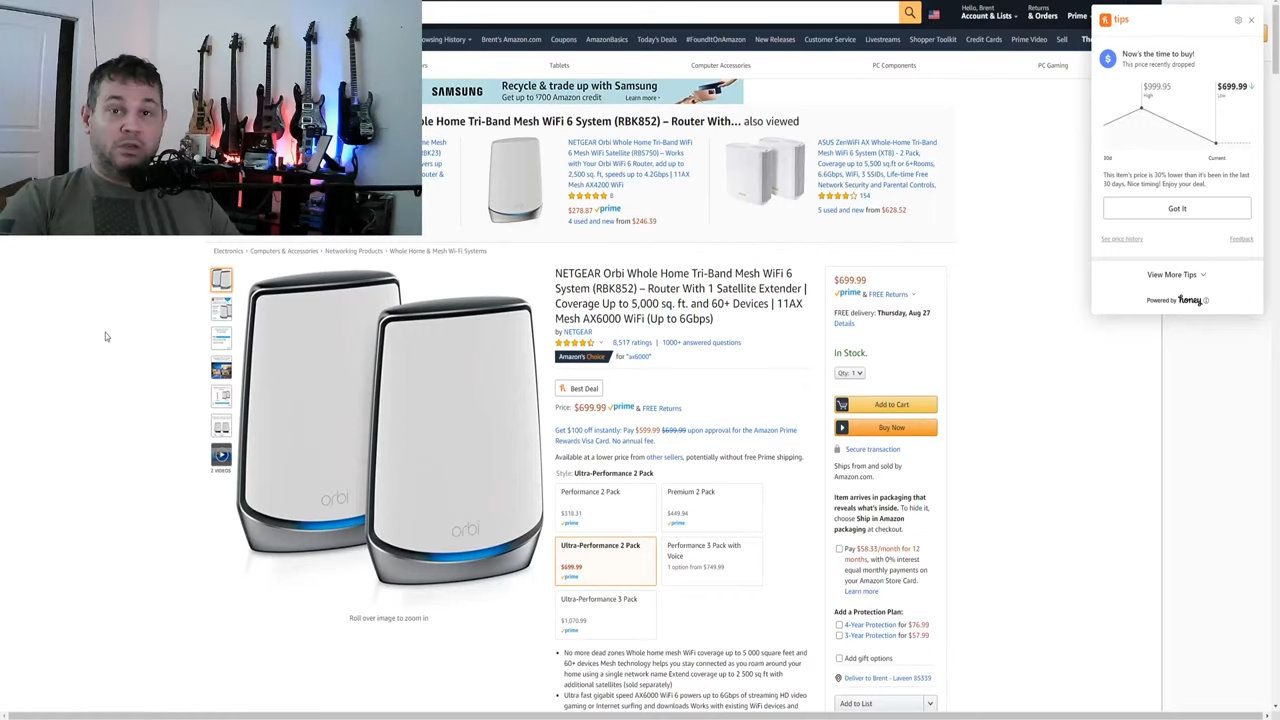 Hello, Brent
Account & Lists
Returns
& Orders
Prime
Browsing History
Brent's Amazon.com
Coupons
AmazonBasics
Today's Deals
#FoundItOnAmazon
New Releases
Customer Service
Livestreams
Shopper Toolkit
Credit Cards
Prime Video
Sell
Tablets
Computer Accessories
PC Components
PC Gaming
SAMSUNG
Recycle & trade up with Samsung
Get up to $700 Amazon credit
Learn more
le Home Tri-Band Mesh WiFi 6 System (RBK852) – Router With… also viewed
NETGEAR Orbi Whole Home Tri-Band WiFi
6 Mesh WiFi Satellite (RBS750) – Works
with Your Orbi WiFi 6 Router, add up to
2,500 sq. ft, speeds up to 4.2Gbps | 11AX
Mesh AX4200 WiFi
8
$278.87 prime
4 used and new from $246.39
ASUS ZenWiFi AX Whole-Home Tri-Band
Mesh WiFi 6 System (XT8) - 2 Pack,
Coverage up to 5,500 sq.ft or 6+Rooms,
6.6Gbps, WiFi, 3 SSIDs, Life-time Free
Network Security and Parental Controls,
154
5 used and new from $628.52
tips
Now's the time to buy!
This price recently dropped
$999.95
High
$699.99
Low
30d
Current
This item's price is 30% lower than it's been in the last
30 days. Nice timing! Enjoy your deal.
Got It
See price history
Feedback
View More Tips
Powered by honey
Electronics › Computers & Accessories › Networking Products › Whole Home & Mesh Wi-Fi Systems
2 VIDEOS
orbi
orbi
Roll over image to zoom in
NETGEAR Orbi Whole Home Tri-Band Mesh WiFi 6
System (RBK852) – Router With 1 Satellite Extender |
Coverage Up to 5,000 sq. ft. and 60+ Devices | 11AX
Mesh AX6000 WiFi (Up to 6Gbps)
by NETGEAR
8,517 ratings | 1000+ answered questions
Amazon's Choice for "ax6000"
Best Deal
Price: $699.99 prime & FREE Returns
Get $100 off instantly: Pay $599.99 $699.99 upon approval for the Amazon Prime
Rewards Visa Card. No annual fee.
Available at a lower price from other sellers, potentially without free Prime shipping.
Style: Ultra-Performance 2 Pack
Performance 2 Pack
$318.31
prime
Premium 2 Pack
$449.94
prime
Ultra-Performance 2 Pack
$699.99
prime
Performance 3 Pack with
Voice
1 option from $749.99
Ultra-Performance 3 Pack
$1,070.99
prime
• No more dead zones Whole home mesh WiFi coverage up to 5 000 square feet and
60+ devices Mesh technology helps you stay connected as you roam around your
home using a single network name Extend coverage up to 2 500 sq ft with
additional satellites (sold separately)
• Ultra fast gigabit speed AX6000 WiFi 6 powers up to 6Gbps of streaming HD video
gaming or Internet surfing and downloads Works with existing WiFi devices and
$699.99
prime & FREE Returns
FREE delivery: Thursday, Aug 27
Details
In Stock.
Qty: 1
Add to Cart
Buy Now
Secure transaction
Ships from and sold by
Amazon.com.
Item arrives in packaging that
reveals what's inside. To hide it,
choose Ship in Amazon
packaging at checkout.
Pay $58.33/month for 12
months, with 0% interest
equal monthly payments on
your Amazon Store Card.
Learn more
Add a Protection Plan:
4-Year Protection for $76.99
3-Year Protection for $57.99
Add gift options
Deliver to Brent - Laveen 85339
Add to List